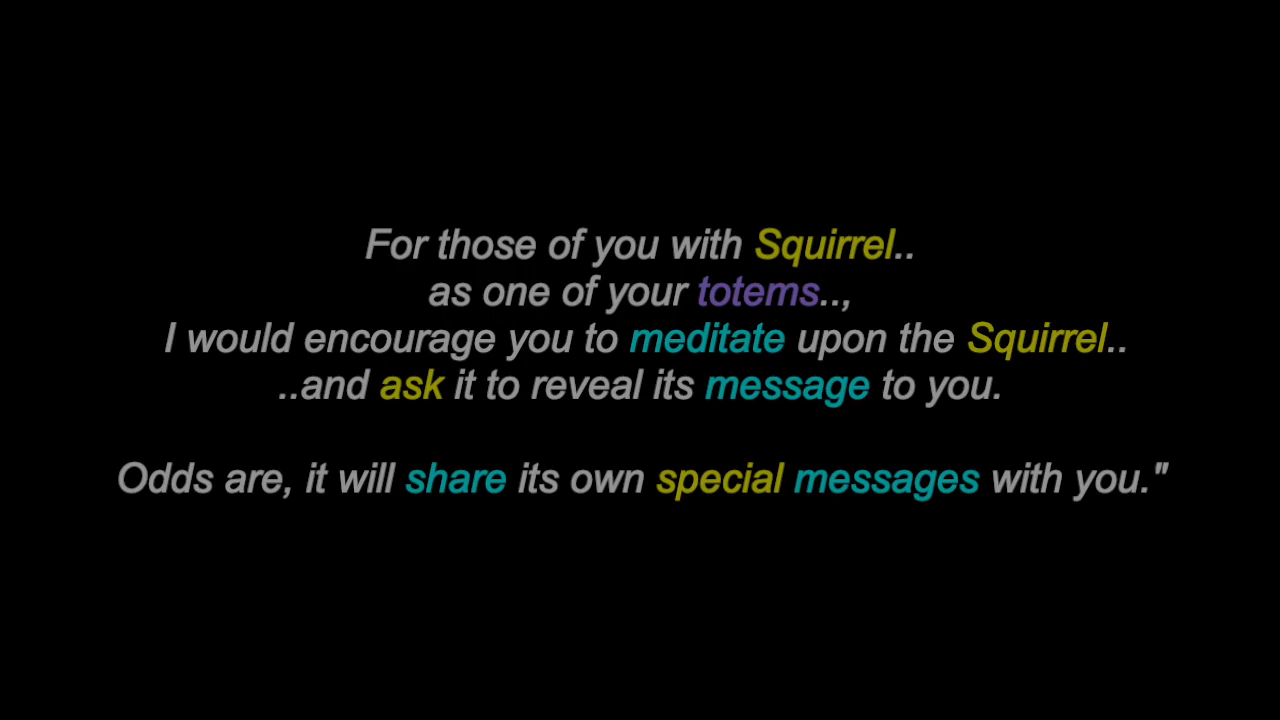 For those of you with Squirrel..
as one of your totems..,
I would encourage you to meditate upon the Squirrel..
..and ask it to reveal its message to you.
Odds are, it will share its own special messages with you."